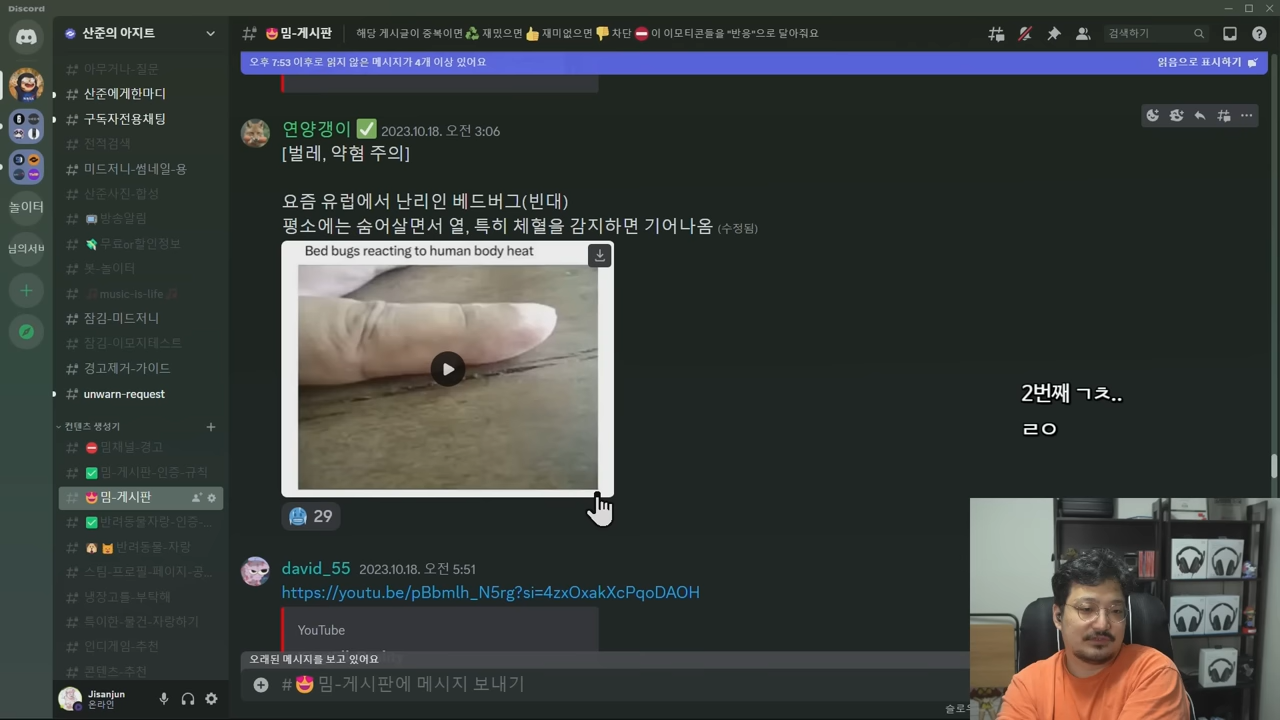 Discord
산준의 아지트
아무거나-질문
산준에게한마디
구독자전용채팅
전적검색
미드저니-썸네일-용
산준사진-합성
방송알림
무료or할인정보
놀이터
봇-놀이터
님의서버
music-is-life
잠김-미드저니
잠김-이모지테스트
경고제거-가이드
unwarn-request
컨텐츠 생성기
밈채널-경고
밈-게시판-인증-규칙
밈-게시판
반려동물자랑-인증-...
반려동물-자랑
스팀-프로필-페이지-공...
냉장고를-부탁해
특이한-물건-자랑하기
인디게임-추천
콘텐츠-추천
Jisanjun
온라인
밈-게시판
해당 게시글이 중복이면 재밌으면 재미없으면 차단 이 이모티콘들을 "반응"으로 달아줘요
검색하기
오후 7:53 이후로 읽지 않은 메시지가 4개 이상 있어요
읽음으로 표시하기
연양갱이 2023.10.18. 오전 3:06
[벌레, 약혐 주의]
요즘 유럽에서 난리인 베드버그(빈대)
평소에는 숨어살면서 열, 특히 체혈을 감지하면 기어나옴 (수정됨)
Bed bugs reacting to human body heat
29
david_55 2023.10.18. 오전 5:51
https://youtu.be/pBbmlh_N5rg?si=4zxOxakXcPqoDAOH
YouTube
오래된 메시지를 보고 있어요
#밈-게시판에 메시지 보내기
2번째 ㄱㅊ..
ㄹㅇ